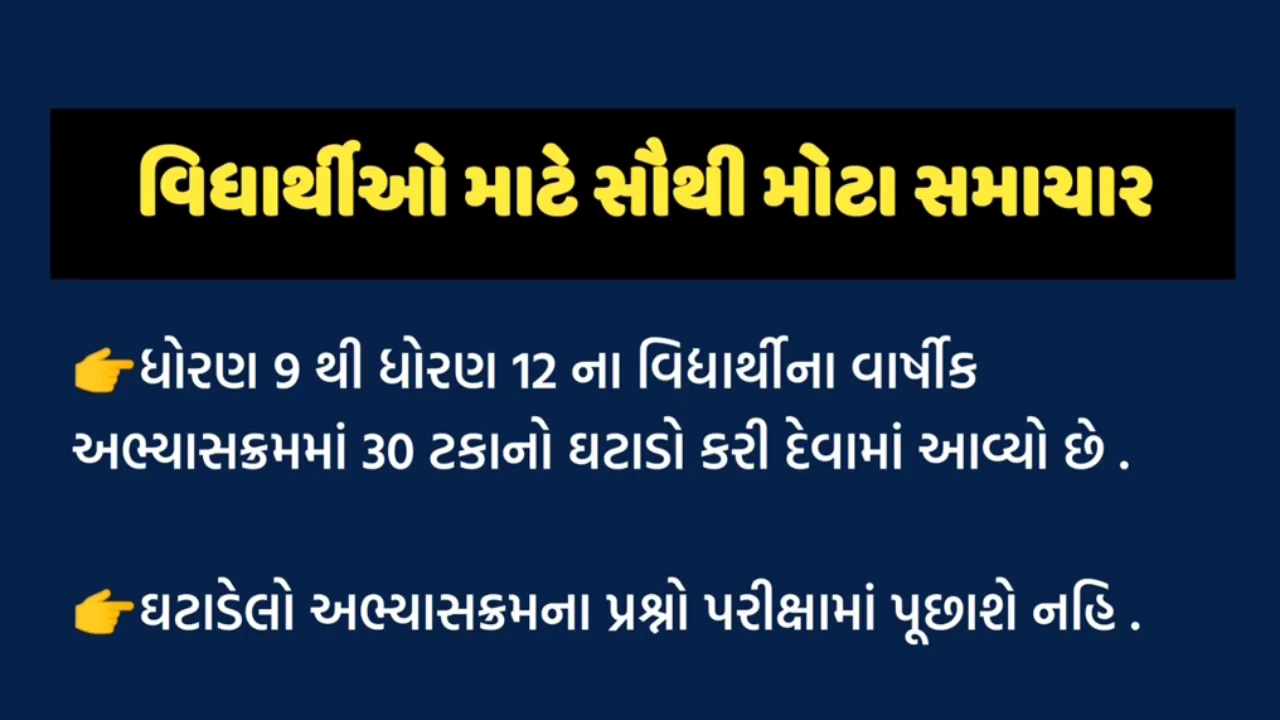 વિદ્યાર્થીઓ માટે સૌથી મોટા સમાચાર
👉ધોરણ 9 થી ધોરણ 12 ના વિદ્યાર્થીના વાર્ષીક
અભ્યાસક્રમમાં 30 ટકાનો ઘટાડો કરી દેવામાં આવ્યો છે .
👉ઘટાડેલો અભ્યાસક્રમના પ્રશ્નો પરીક્ષામાં પૂછાશે નહિ .